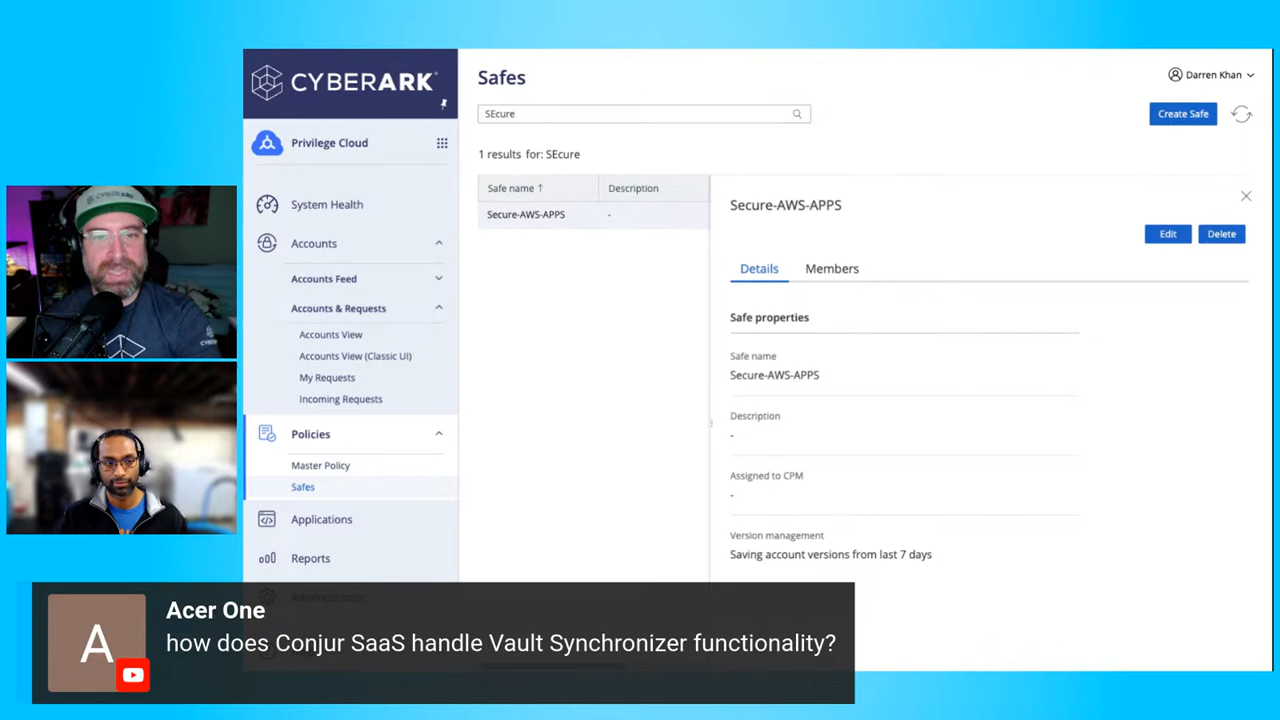 CYBERARK
Safes
Darren Khan
SEcure
Create Safe
Privilege Cloud
1 results for: SEcure
Safe name ↑
Description
Secure-AWS-APPS
-
System Health
Accounts
Accounts Feed
Accounts & Requests
Accounts View
Accounts View (Classic UI)
My Requests
Incoming Requests
Policies
Master Policy
Safes
Applications
Reports
Administration
Secure-AWS-APPS
Edit
Delete
Details
Members
Safe properties
Safe name
Secure-AWS-APPS
Description
-
Assigned to CPM
-
Version management
Saving account versions from last 7 days
A
Acer One
how does Conjur SaaS handle Vault Synchronizer functionality?